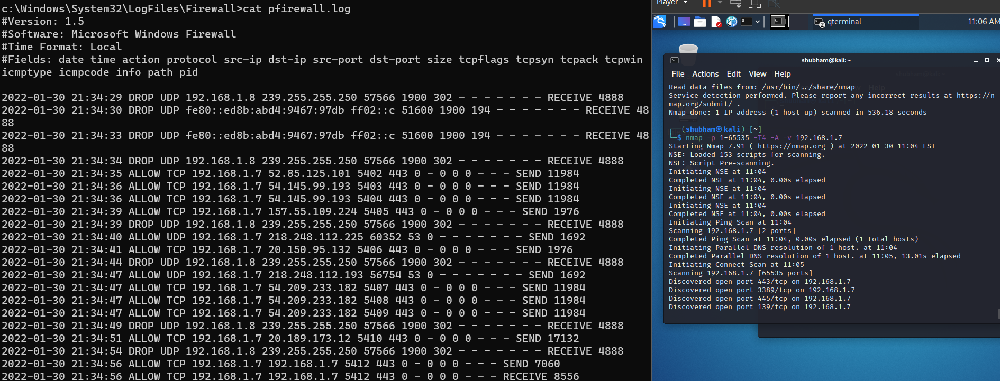 c:\Windows\System32\LogFiles\Firewall>cat pfirewall.log
#Version: 1.5
#Software: Microsoft Windows Firewall
#Time Format: Local
#Fields: date time action protocol src-ip dst-ip src-port dst-port size tcpflags tcpsyn tcpack tcpwin
icmptype icmpcode info path pid
2022-01-30 21:34:29 DROP UDP 192.168.1.8 239.255.255.250 57566 1900 302 - - - - - - - RECEIVE 4888
2022-01-30 21:34:30 DROP UDP fe80::ed8b:abd4:9467:97db ff02::c 51600 1900 194 - - - - - - - RECEIVE 48
88
2022-01-30 21:34:33 DROP UDP fe80::ed8b:abd4:9467:97db ff02::c 51600 1900 194 - - - - - - - RECEIVE 48
88
2022-01-30 21:34:34 DROP UDP 192.168.1.8 239.255.255.250 57566 1900 302 - - - - - - - RECEIVE 4888
2022-01-30 21:34:35 ALLOW TCP 192.168.1.7 52.85.125.101 5402 443 0 - 0 0 0 - - - SEND 11984
2022-01-30 21:34:36 ALLOW TCP 192.168.1.7 54.145.99.193 5403 443 0 - 0 0 0 - - - SEND 11984
2022-01-30 21:34:36 ALLOW TCP 192.168.1.7 54.145.99.193 5404 443 0 - 0 0 0 - - - SEND 11984
2022-01-30 21:34:39 ALLOW TCP 192.168.1.7 157.55.109.224 5405 443 0 - 0 0 0 - - - SEND 1976
2022-01-30 21:34:39 DROP UDP 192.168.1.8 239.255.255.250 57566 1900 302 - - - - - - - RECEIVE 4888
2022-01-30 21:34:40 ALLOW UDP 192.168.1.7 218.248.112.225 60352 53 0 - - - - - - - SEND 1692
2022-01-30 21:34:41 ALLOW TCP 192.168.1.7 20.150.95.132 5406 443 0 - 0 0 0 - - - SEND 1976
2022-01-30 21:34:44 DROP UDP 192.168.1.8 239.255.255.250 57566 1900 302 - - - - - - - RECEIVE 4888
2022-01-30 21:34:47 ALLOW UDP 192.168.1.7 218.248.112.193 56754 53 0 - - - - - - - SEND 1692
2022-01-30 21:34:47 ALLOW TCP 192.168.1.7 54.209.233.182 5407 443 0 - 0 0 0 - - - SEND 11984
2022-01-30 21:34:47 ALLOW TCP 192.168.1.7 54.209.233.182 5408 443 0 - 0 0 0 - - - SEND 11984
2022-01-30 21:34:47 ALLOW TCP 192.168.1.7 54.209.233.182 5409 443 0 - 0 0 0 - - - SEND 11984
2022-01-30 21:34:49 DROP UDP 192.168.1.8 239.255.255.250 57566 1900 302 - - - - - - - RECEIVE 4888
2022-01-30 21:34:51 ALLOW TCP 192.168.1.7 20.189.173.12 5410 443 0 - 0 0 0 - - - SEND 17132
2022-01-30 21:34:54 DROP UDP 192.168.1.8 239.255.255.250 57566 1900 302 - - - - - - - RECEIVE 4888
2022-01-30 21:34:56 ALLOW TCP 192.168.1.7 192.168.1.7 5412 443 0 - 0 0 0 - - - SEND 7060
2022-01-30 21:34:56 ALLOW TCP 192.168.1.7 192.168.1.7 5412 443 0 - 0 0 0 - - - RECEIVE 8556
Player
2 qterminal
11:06 AM
shubham@kali: ~
File Actions Edit View Help
Read data files from: /usr/bin/../share/nmap
Service detection performed. Please report any incorrect results at https://n
map.org/submit/ .
Nmap done: 1 IP address (1 host up) scanned in 536.18 seconds
┌──(shubham㉿kali)-[~]
└─$ nmap -p 1-65535 -T4 -A -v 192.168.1.7
Starting Nmap 7.91 ( https://nmap.org ) at 2022-01-30 11:04 EST
NSE: Loaded 153 scripts for scanning.
NSE: Script Pre-scanning.
Initiating NSE at 11:04
Completed NSE at 11:04, 0.00s elapsed
Initiating NSE at 11:04
Completed NSE at 11:04, 0.00s elapsed
Initiating NSE at 11:04
Completed NSE at 11:04, 0.00s elapsed
Initiating Ping Scan at 11:04
Scanning 192.168.1.7 [2 ports]
Completed Ping Scan at 11:04, 0.00s elapsed (1 total hosts)
Initiating Parallel DNS resolution of 1 host. at 11:04
Completed Parallel DNS resolution of 1 host. at 11:05, 13.01s elapsed
Initiating Connect Scan at 11:05
Scanning 192.168.1.7 [65535 ports]
Discovered open port 443/tcp on 192.168.1.7
Discovered open port 3389/tcp on 192.168.1.7
Discovered open port 445/tcp on 192.168.1.7
Discovered open port 139/tcp on 192.168.1.7